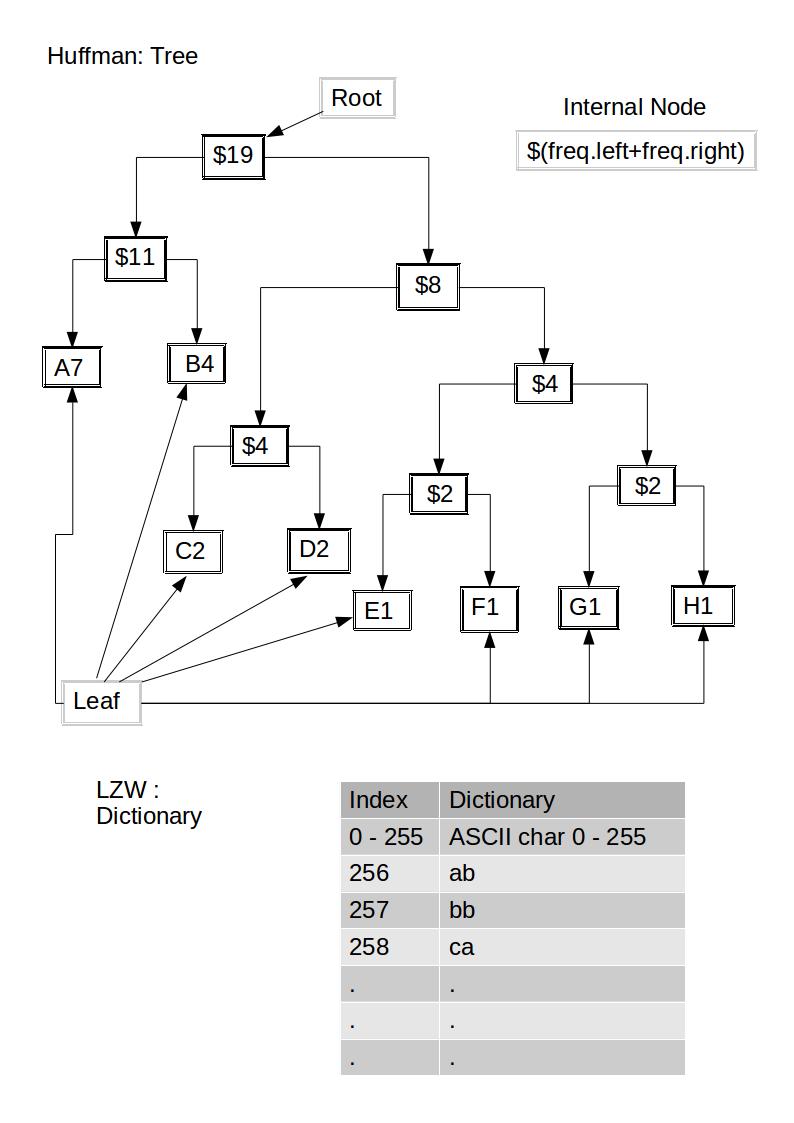 Huffman: Tree
Root
Internal Node
$(freq.left+freq.right)
$19
$11
$8
A7
B4
$4
$4
$2
$2
C2
D2
E1
F1
G1
H1
Leaf
LZW :
Dictionary
Index Dictionary
0 - 255 ASCII char 0 - 255
256 ab
257 bb
258 ca
. .
. .
. .